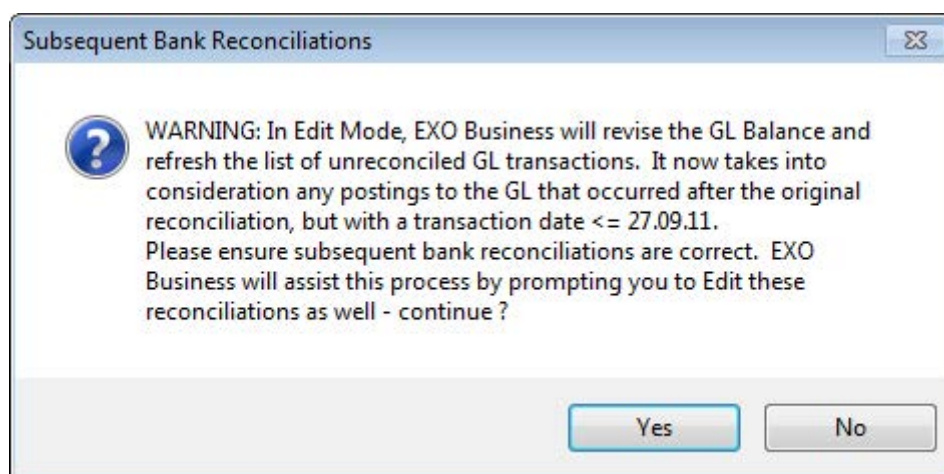 Subsequent Bank Reconciliations
WARNING: In Edit Mode, EXO Business will revise the GL Balance and
refresh the list of unreconciled GL transactions.  It now takes into
consideration any postings to the GL that occurred after the original
reconciliation, but with a transaction date <= 27.09.11.
Please ensure subsequent bank reconciliations are correct.  EXO
Business will assist this process by prompting you to Edit these
reconciliations as well - continue ?
Yes
No